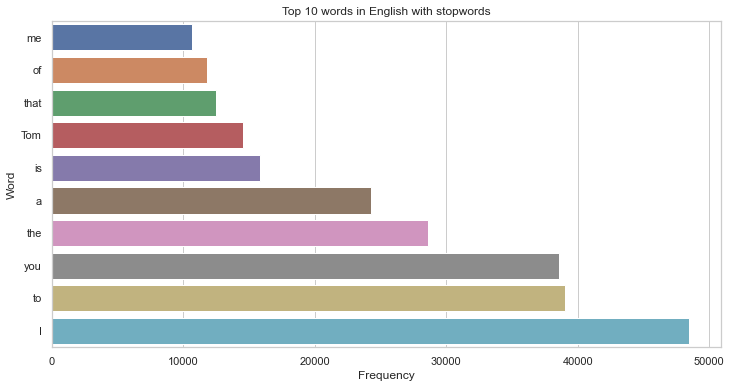 Top 10 words in English with stopwords
Word
me
of
that
Tom
is
a
the
you
to
I
0 10000 20000 30000 40000 50000
Frequency